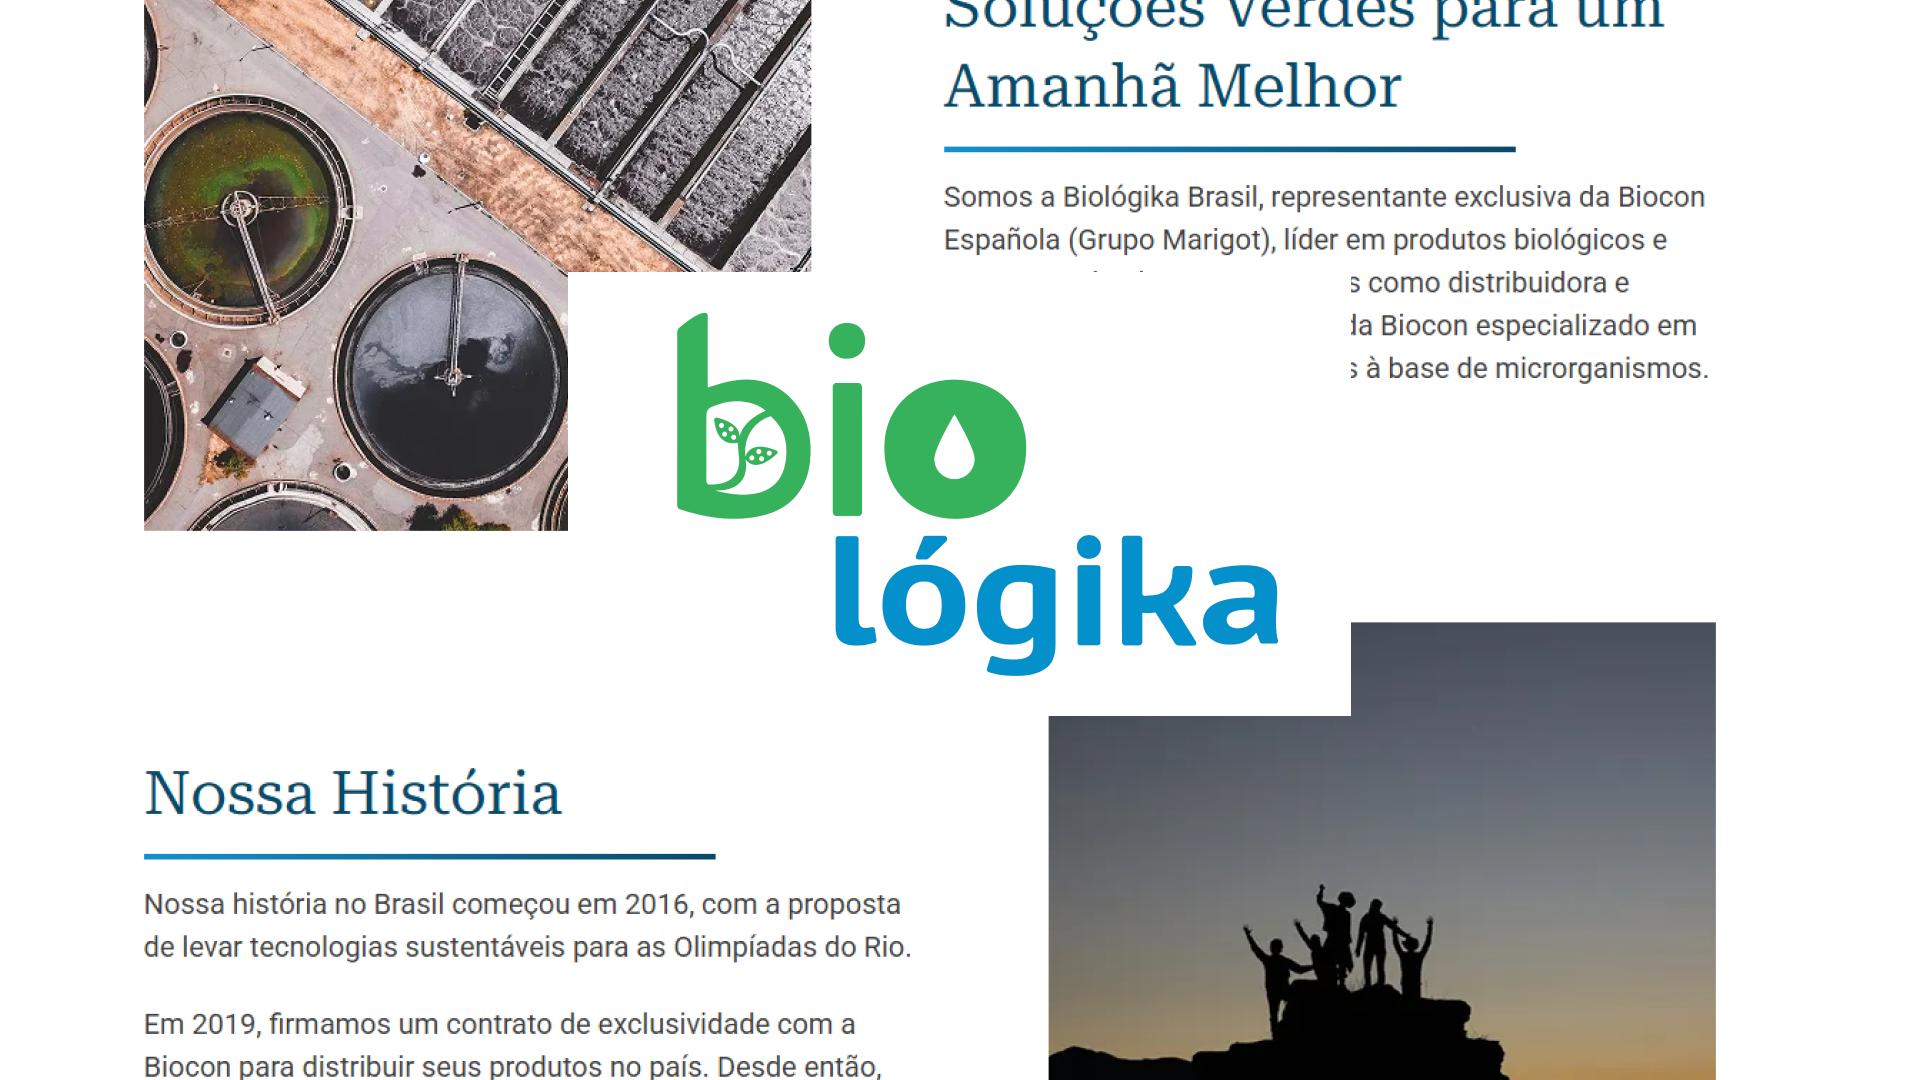 Soluções Verdes para um
Amanhã Melhor
Somos a Biológika Brasil, representante exclusiva da Biocon
Española (Grupo Marigot), líder em produtos biológicos e
como distribuidora e
da Biocon especializado em
à base de microrganismos.
bio
lógika
Nossa História
Nossa história no Brasil começou em 2016, com a proposta
de levar tecnologias sustentáveis para as Olimpíadas do Rio.
Em 2019, firmamos um contrato de exclusividade com a
Biocon para distribuir seus produtos no país. Desde então,